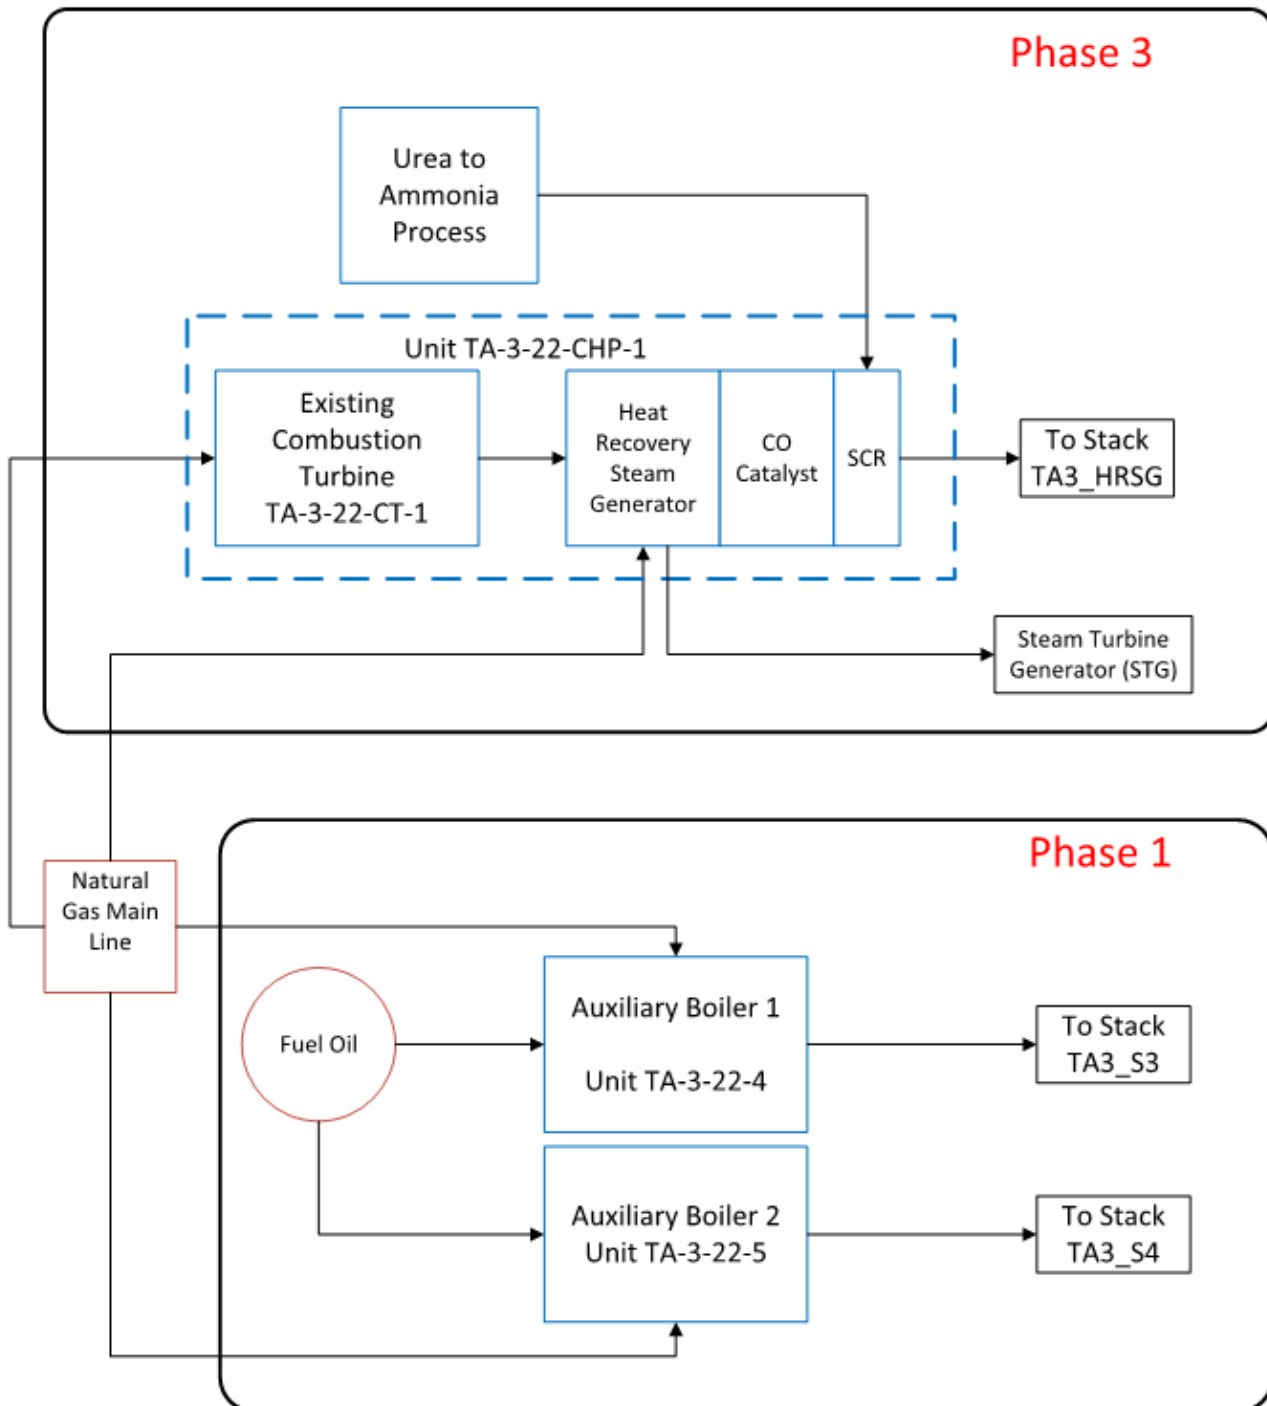 Phase 3
Urea to
Ammonia
Process
Unit TA-3-22-CHP-1
Existing
Combustion
Turbine
TA-3-22-CT-1
Heat
Recovery
Steam
Generator
CO
Catalyst
SCR
To Stack
TA3_HRSG
Steam Turbine
Generator (STG)
Phase 1
Natural
Gas Main
Line
Fuel Oil
Auxiliary Boiler 1
Unit TA-3-22-4
To Stack
TA3_S3
Auxiliary Boiler 2
Unit TA-3-22-5
To Stack
TA3_S4